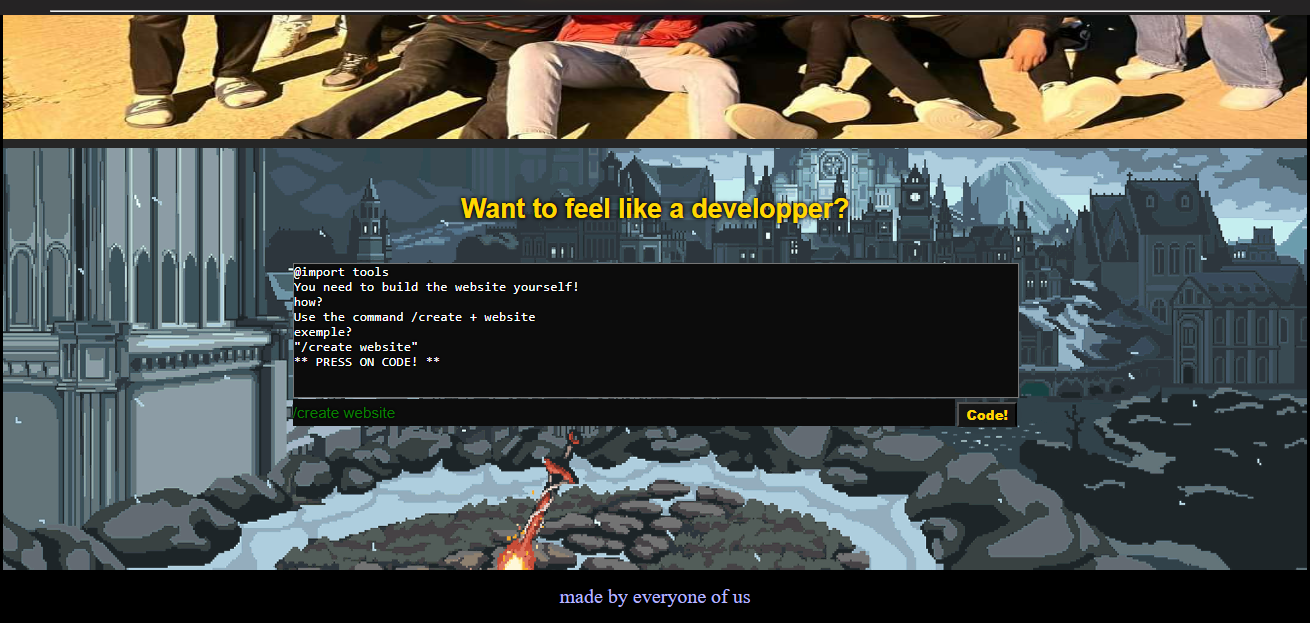 Want to feel like a developper?
@import tools
You need to build the website yourself!
how?
Use the command /create + website
exemple?
"/create website"
** PRESS ON CODE! **
/create website
Code!
made by everyone of us